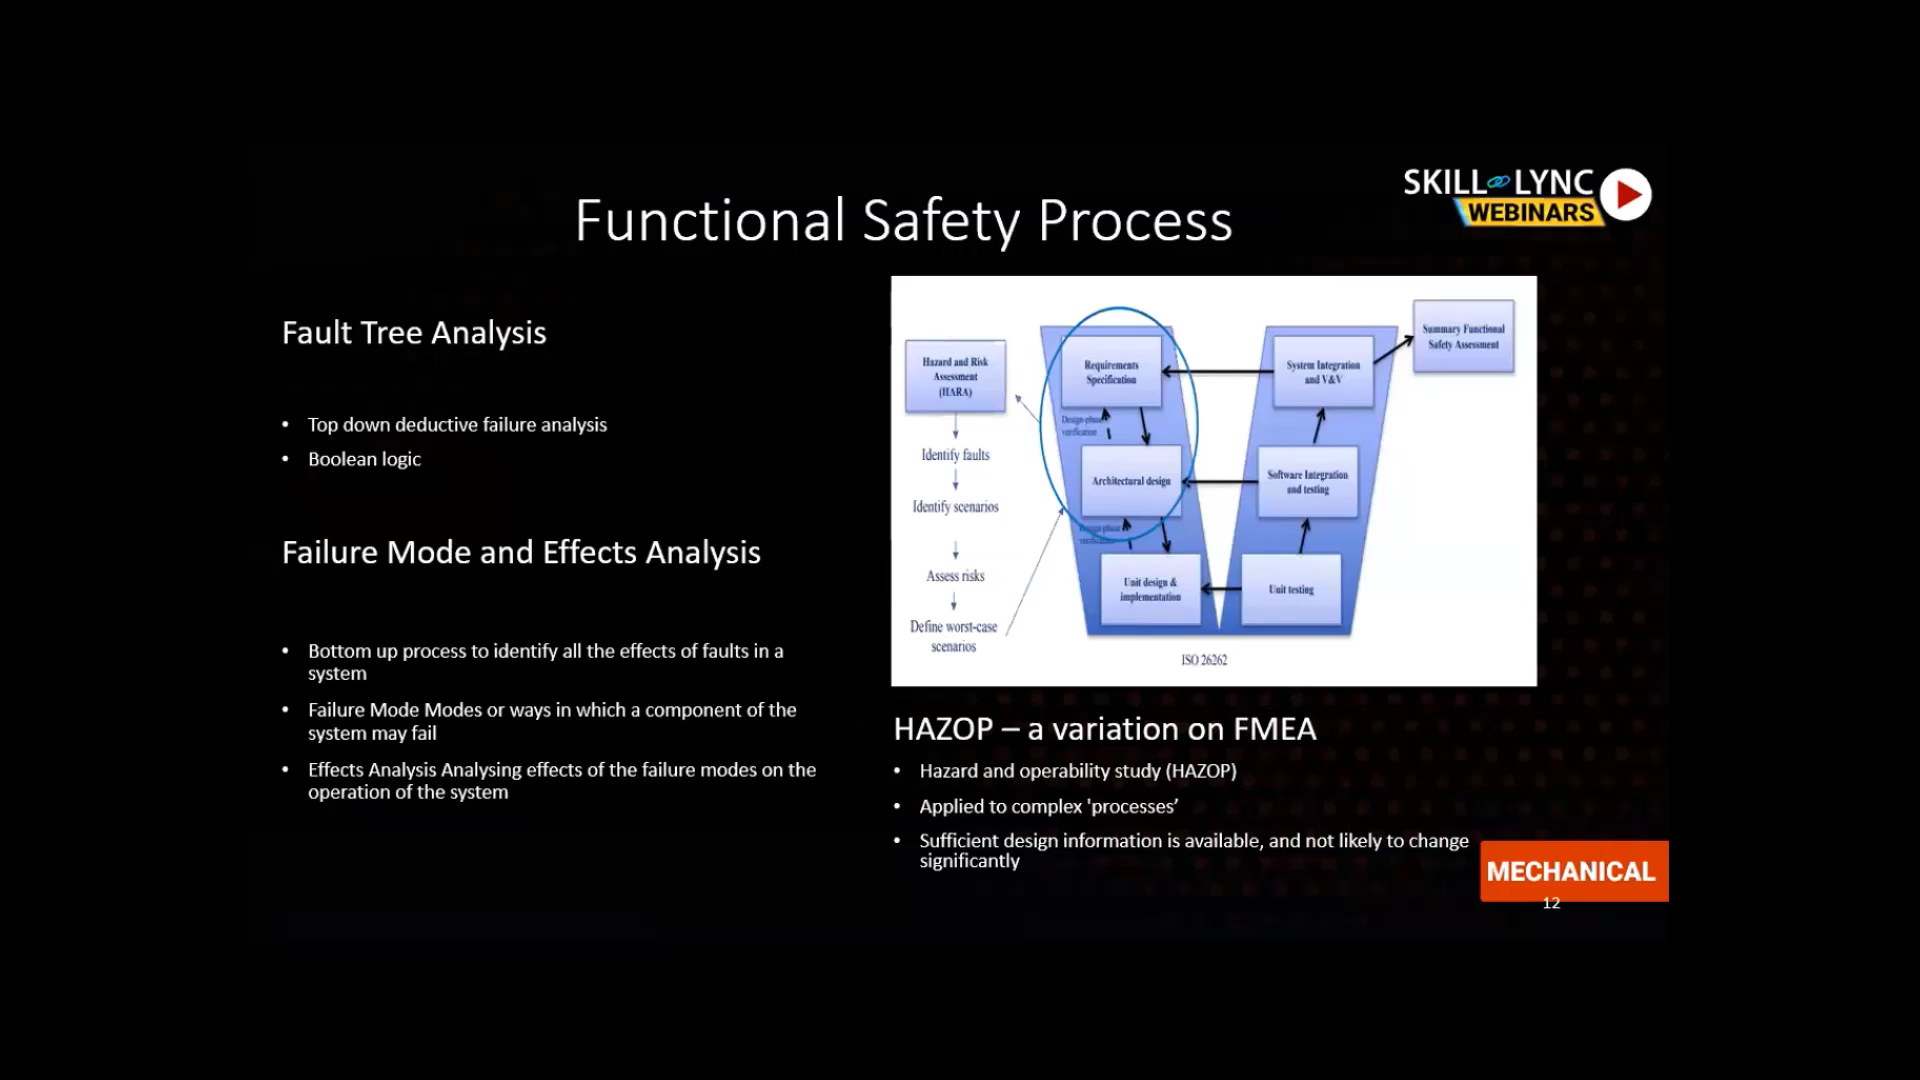 SKILL LYNC
WEBINARS
Functional Safety Process
Fault Tree Analysis
• Top down deductive failure analysis
• Boolean logic
Failure Mode and Effects Analysis
• Bottom up process to identify all the effects of faults in a
system
• Failure Mode Modes or ways in which a component of the
system may fail
• Effects Analysis Analysing effects of the failure modes on the
operation of the system
Hazard and Risk
Assessment
(HARA)
Identify faults
Identify scenarios
Assess risks
Define worst-case
scenarios
Requirements
Specification
Design-phase
verification
Architectural design
Design-phase
verification
Unit design &
implementation
System Integration
and V&V
Software Integration
and testing
Unit testing
Summary Functional
Safety Assessment
ISO 26262
HAZOP – a variation on FMEA
• Hazard and operability study (HAZOP)
• Applied to complex 'processes’
• Sufficient design information is available, and not likely to change
significantly
MECHANICAL
12